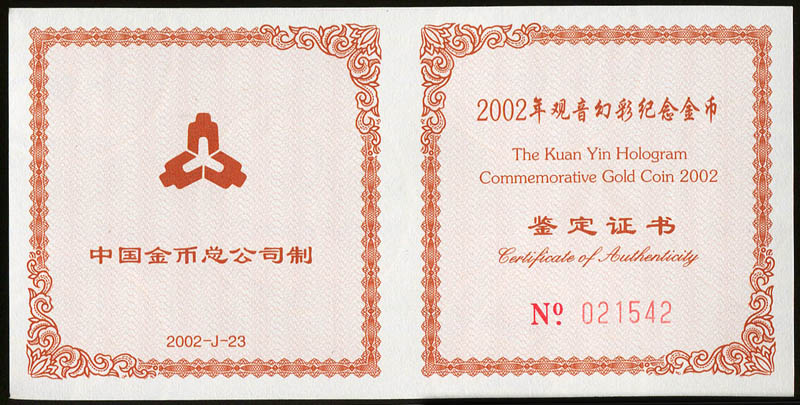 中国金币总公司制
2002-J-23
2002年观音幻彩纪念金币
The Kuan Yin Hologram
Commemorative Gold Coin 2002
鉴定证书
Certificate of Authenticity
Nº 021542